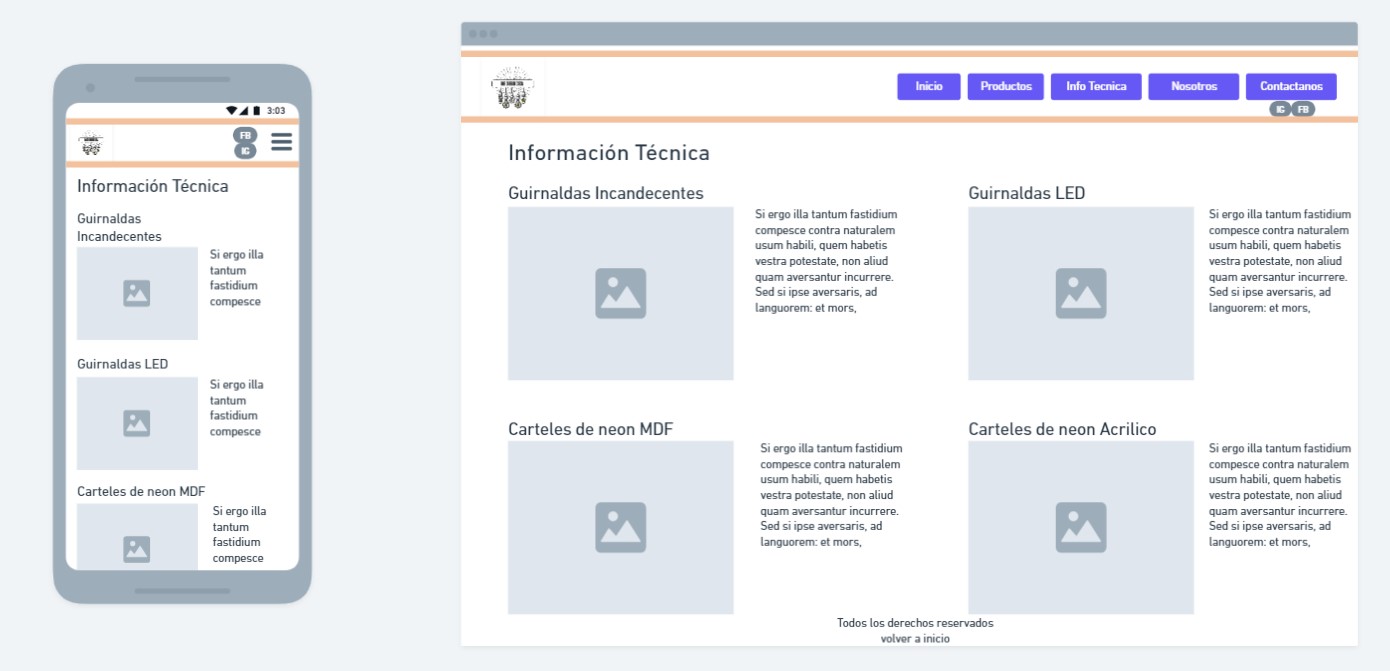 3:03
FB
IG
Información Técnica
Guirnaldas
Incandecentes
Si ergo illa
tantum
fastidium
compesce
Guirnaldas LED
Si ergo illa
tantum
fastidium
compesce
Carteles de neon MDF
Si ergo illa
tantum
fastidium
compesce
Inicio
Productos
Info Tecnica
Nosotros
Contactanos
IG FB
Información Técnica
Guirnaldas Incandecentes
Si ergo illa tantum fastidium
compesce contra naturalem
usum habili, quem habetis
vestra potestate, non aliud
quam aversantur incurrere.
Sed si ipse aversaris, ad
languorem: et mors,
Guirnaldas LED
Si ergo illa tantum fastidium
compesce contra naturalem
usum habili, quem habetis
vestra potestate, non aliud
quam aversantur incurrere.
Sed si ipse aversaris, ad
languorem: et mors,
Carteles de neon MDF
Si ergo illa tantum fastidium
compesce contra naturalem
usum habili, quem habetis
vestra potestate, non aliud
quam aversantur incurrere.
Sed si ipse aversaris, ad
languorem: et mors,
Carteles de neon Acrilico
Si ergo illa tantum fastidium
compesce contra naturalem
usum habili, quem habetis
vestra potestate, non aliud
quam aversantur incurrere.
Sed si ipse aversaris, ad
languorem: et mors,
Todos los derechos reservados
volver a inicio